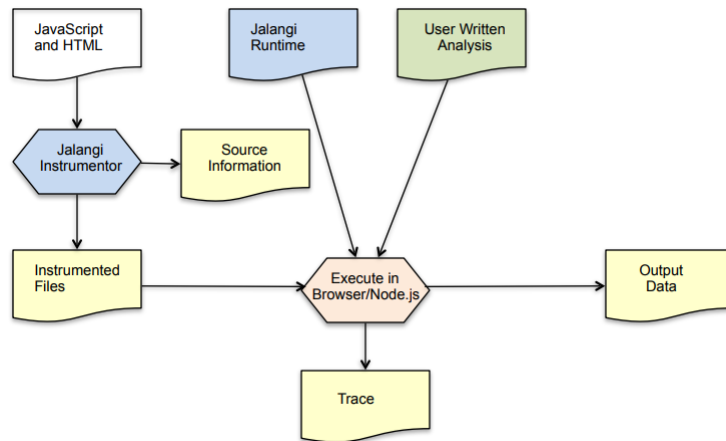 JavaScript
and HTML
Jalangi
Runtime
User Written
Analysis
Jalangi
Instrumentor
Source
Information
Instrumented
Files
Execute in
Browser/Node.js
Output
Data
Trace